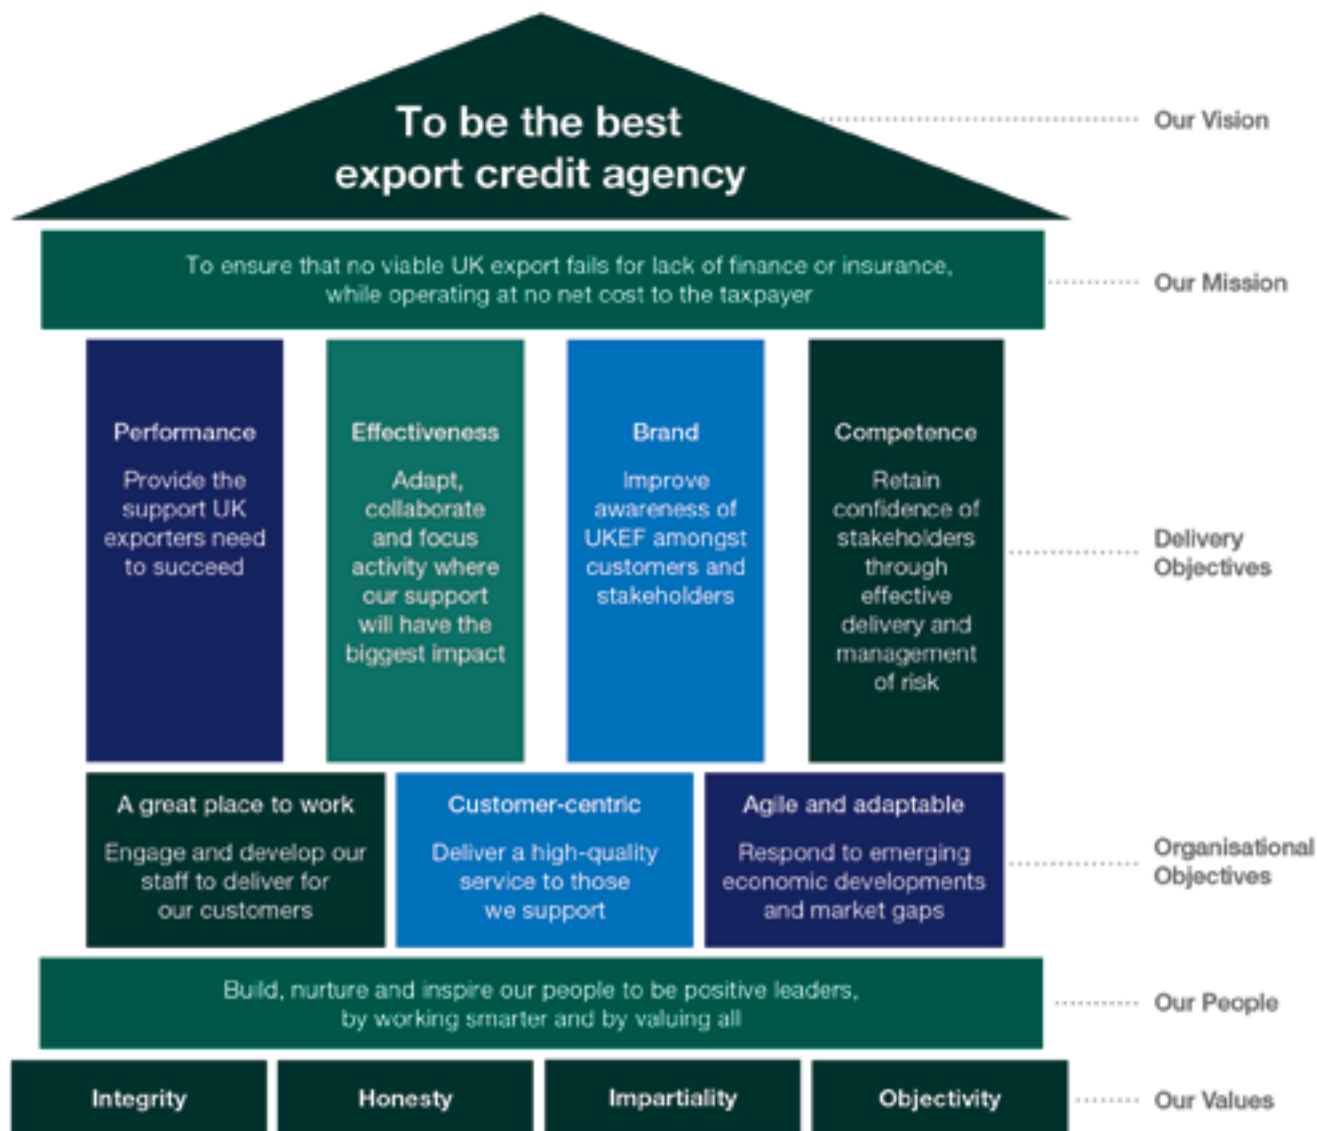 To be the best
export credit agency
Our Vision
To ensure that no viable UK export fails for lack of finance or insurance,
while operating at no net cost to the taxpayer
Our Mission
Performance
Provide the
support UK
exporters need
to succeed
Effectiveness
Adapt,
collaborate
and focus
activity where
our support
will have the
biggest impact
Brand
Improve
awareness of
UKEF amongst
customers and
stakeholders
Competence
Retain
confidence of
stakeholders
through
effective
delivery and
management
of risk
Delivery
Objectives
A great place to work
Engage and develop our
staff to deliver for
our customers
Customer-centric
Deliver a high-quality
service to those
we support
Agile and adaptable
Respond to emerging
economic developments
and market gaps
Organisational
Objectives
Build, nurture and inspire our people to be positive leaders,
by working smarter and by valuing all
Our People
Integrity
Honesty
Impartiality
Objectivity
Our Values